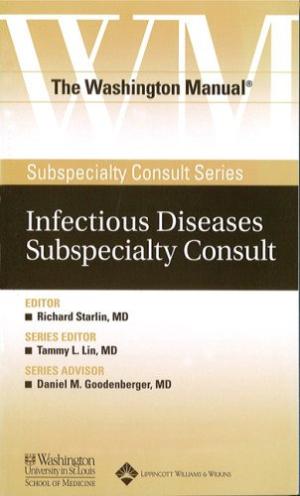 WM
The Washington Manual®
Subspecialty Consult Series
Infectious Diseases
Subspecialty Consult
EDITOR
■ Richard Starlin, MD
SERIES EDITOR
■ Tammy L. Lin, MD
SERIES ADVISOR
■ Daniel M. Goodenberger, MD
Washington
University in St. Louis
SCHOOL OF MEDICINE
LIPPINCOTT WILLIAMS & WILKINS